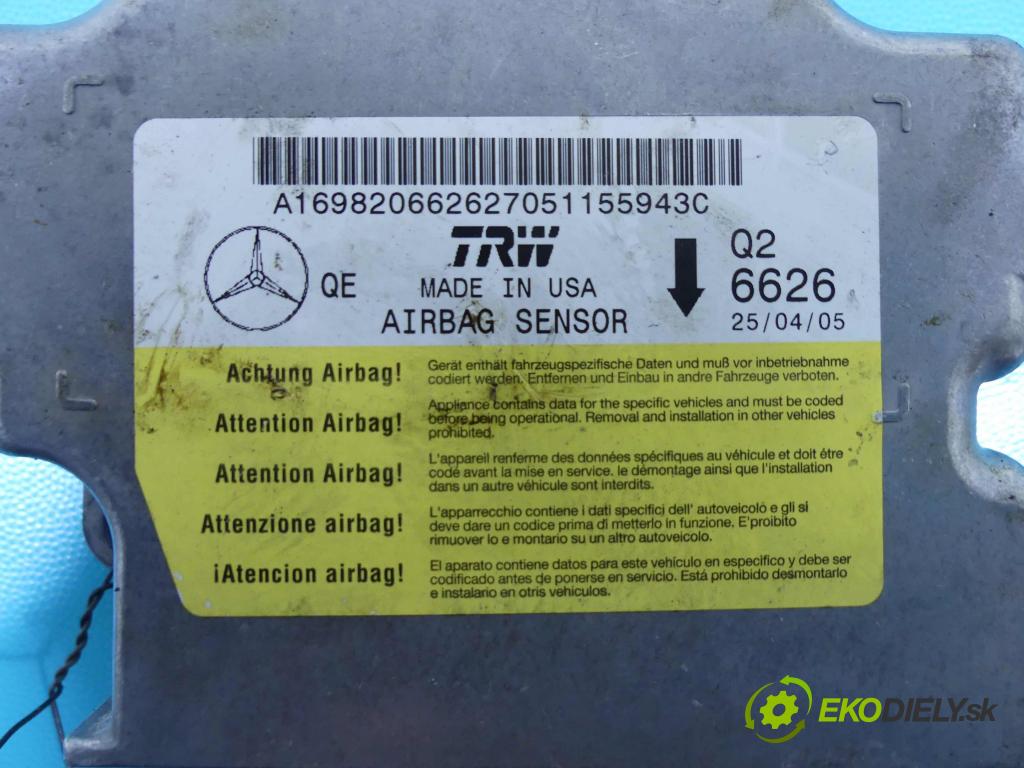 A169820662627051155943C
TRW
QE
MADE IN USA
AIRBAG SENSOR
Q2
6626
25/04/05
Achtung Airbag!
Gerät enthält fahrzeugspezifische Daten und muß vor inbetriebnahme
codiert werden. Entfernen und Einbau in andre Fahrzeuge verboten.
Attention Airbag!
Appliance contains data for the specific vehicles and must be coded
before being operational. Removal and installation in other vehicles
prohibited.
Attention Airbag!
L'appareil renferme des données spécifiques au véhicule et doit étre
codé avant la mise en service. le démontage ainsi que l'installation
dans un autre véhicule sont interdits.
Attenzione airbag!
L'apparrecchio contiene i dati specifici dell' autoveicoló e gli si
deve dare un codice prima di metterlo in funzione. E'proibito
rimuover lo e montario su un altro autoveicolo.
¡Atencion airbag!
El aparato contiene datos para este vehículo en especifico y debe ser
codificado antes de ponerse en servicio. Está prohibido desmontarlo
e instalario en otris vehiculos.
EKODIELY.sk